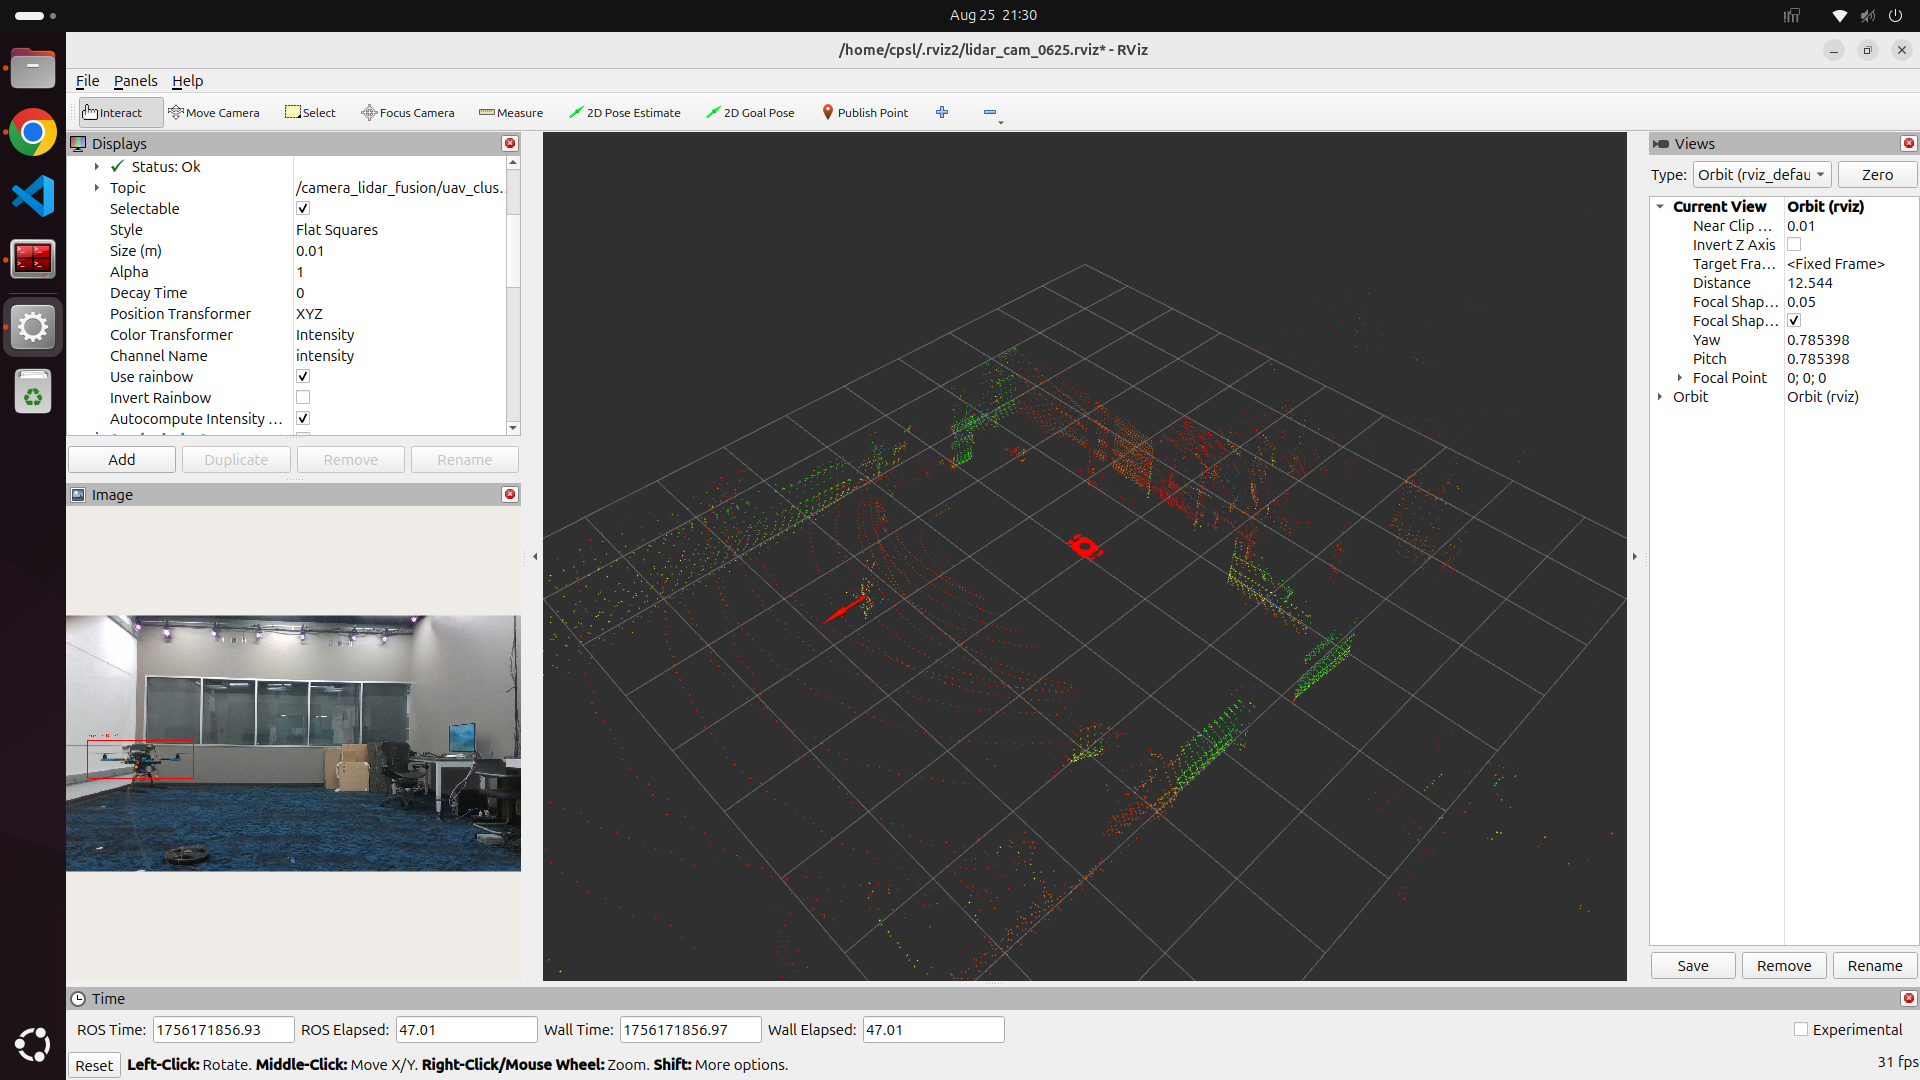 Aug 25 21:30
/home/cpsl/.rviz2/lidar_cam_0625.rviz* - RViz
File Panels Help
Interact Move Camera Select Focus Camera Measure 2D Pose Estimate 2D Goal Pose Publish Point
Displays
Status: Ok
Topic /camera_lidar_fusion/uav_clus...
Selectable
Style Flat Squares
Size (m) 0.01
Alpha 1
Decay Time 0
Position Transformer XYZ
Color Transformer Intensity
Channel Name intensity
Use rainbow
Invert Rainbow
Autocompute Intensity ...
Add Duplicate Remove Rename
Image
Views
Type: Orbit (rviz_defau Zero
Current View Orbit (rviz)
Near Clip ... 0.01
Invert Z Axis
Target Fra... <Fixed Frame>
Distance 12.544
Focal Shap... 0.05
Focal Shap...
Yaw 0.785398
Pitch 0.785398
Focal Point 0; 0; 0
Orbit Orbit (rviz)
Save Remove Rename
Time
ROS Time: 1756171856.93 ROS Elapsed: 47.01 Wall Time: 1756171856.97 Wall Elapsed: 47.01 Experimental
Reset Left-Click: Rotate. Middle-Click: Move X/Y. Right-Click/Mouse Wheel: Zoom. Shift: More options. 31 fps